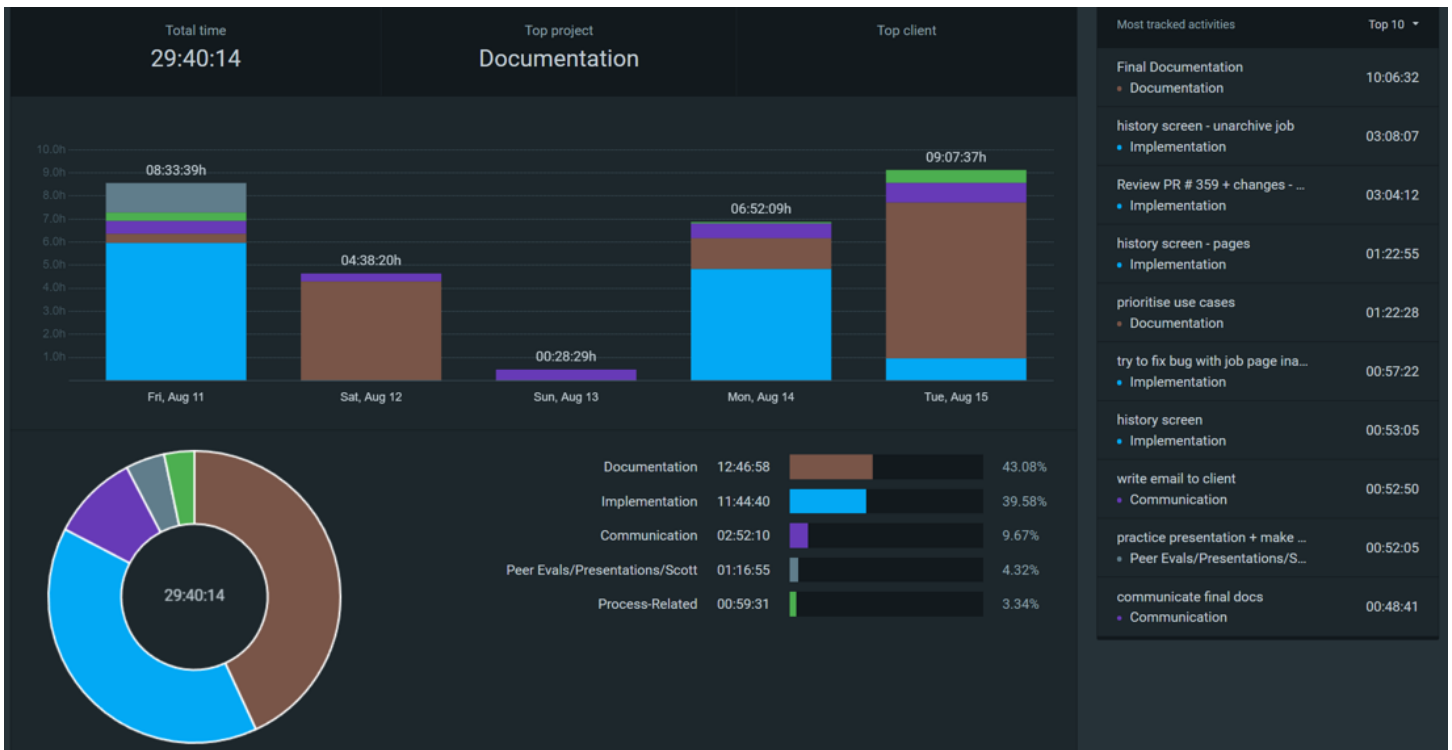 Total time
29:40:14
Top project
Documentation
Top client
10.0h
9.0h
8.0h
7.0h
6.0h
5.0h
4.0h
3.0h
2.0h
1.0h
08:33:39h
04:38:20h
00:28:29h
06:52:09h
09:07:37h
Fri, Aug 11
Sat, Aug 12
Sun, Aug 13
Mon, Aug 14
Tue, Aug 15
29:40:14
Documentation 12:46:58 43.08%
Implementation 11:44:40 39.58%
Communication 02:52:10 9.67%
Peer Evals/Presentations/Scott 01:16:55 4.32%
Process-Related 00:59:31 3.34%
Most tracked activities Top 10
Final Documentation
• Documentation
10:06:32
history screen - unarchive job
• Implementation
03:08:07
Review PR # 359 + changes - ...
• Implementation
03:04:12
history screen - pages
• Implementation
01:22:55
prioritise use cases
• Documentation
01:22:28
try to fix bug with job page ina...
• Implementation
00:57:22
history screen
• Implementation
00:53:05
write email to client
• Communication
00:52:50
practice presentation + make ...
• Peer Evals/Presentations/S...
00:52:05
communicate final docs
• Communication
00:48:41